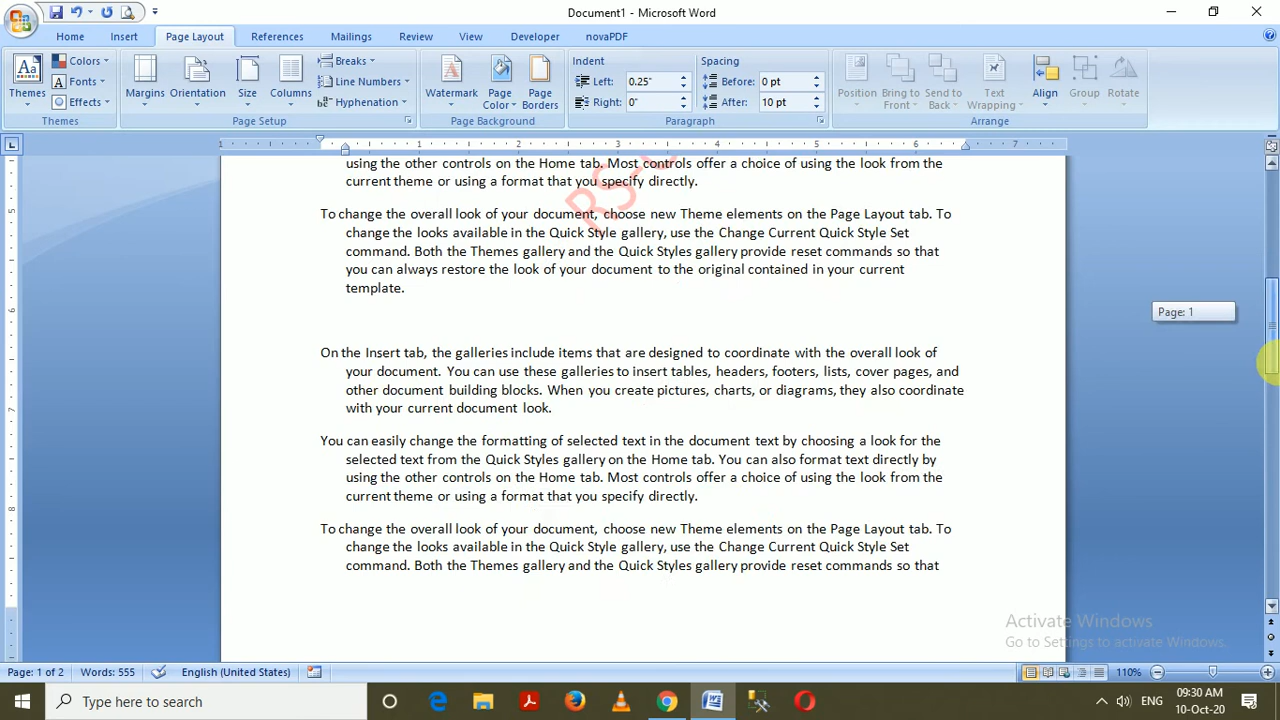 Document1 - Microsoft Word
Home Insert Page Layout References Mailings Review View Developer novaPDF
Themes
Colors
Fonts
Effects
Themes
Margins
Orientation
Size
Columns
Breaks
Line Numbers
Hyphenation
Page Setup
Watermark
Page Color
Page Borders
Page Background
Indent
Left: 0.25"
Right: 0"
Spacing
Before: 0 pt
After: 10 pt
Paragraph
Position
Bring to Front
Send to Back
Text Wrapping
Align
Group
Rotate
Arrange
1 1 2 3 4 5 6 7
using the other controls on the Home tab. Most controls offer a choice of using the look from the
current theme or using a format that you specify directly.
To change the overall look of your document, choose new Theme elements on the Page Layout tab. To
change the looks available in the Quick Style gallery, use the Change Current Quick Style Set
command. Both the Themes gallery and the Quick Styles gallery provide reset commands so that
you can always restore the look of your document to the original contained in your current
template.
On the Insert tab, the galleries include items that are designed to coordinate with the overall look of
your document. You can use these galleries to insert tables, headers, footers, lists, cover pages, and
other document building blocks. When you create pictures, charts, or diagrams, they also coordinate
with your current document look.
You can easily change the formatting of selected text in the document text by choosing a look for the
selected text from the Quick Styles gallery on the Home tab. You can also format text directly by
using the other controls on the Home tab. Most controls offer a choice of using the look from the
current theme or using a format that you specify directly.
To change the overall look of your document, choose new Theme elements on the Page Layout tab. To
change the looks available in the Quick Style gallery, use the Change Current Quick Style Set
command. Both the Themes gallery and the Quick Styles gallery provide reset commands so that
RS-
5
6
7
8
Page: 1
Activate Windows
Go to Settings to activate Windows.
Page: 1 of 2 Words: 555 English (United States) 110%
Type here to search
ENG
09:30 AM
10-Oct-20